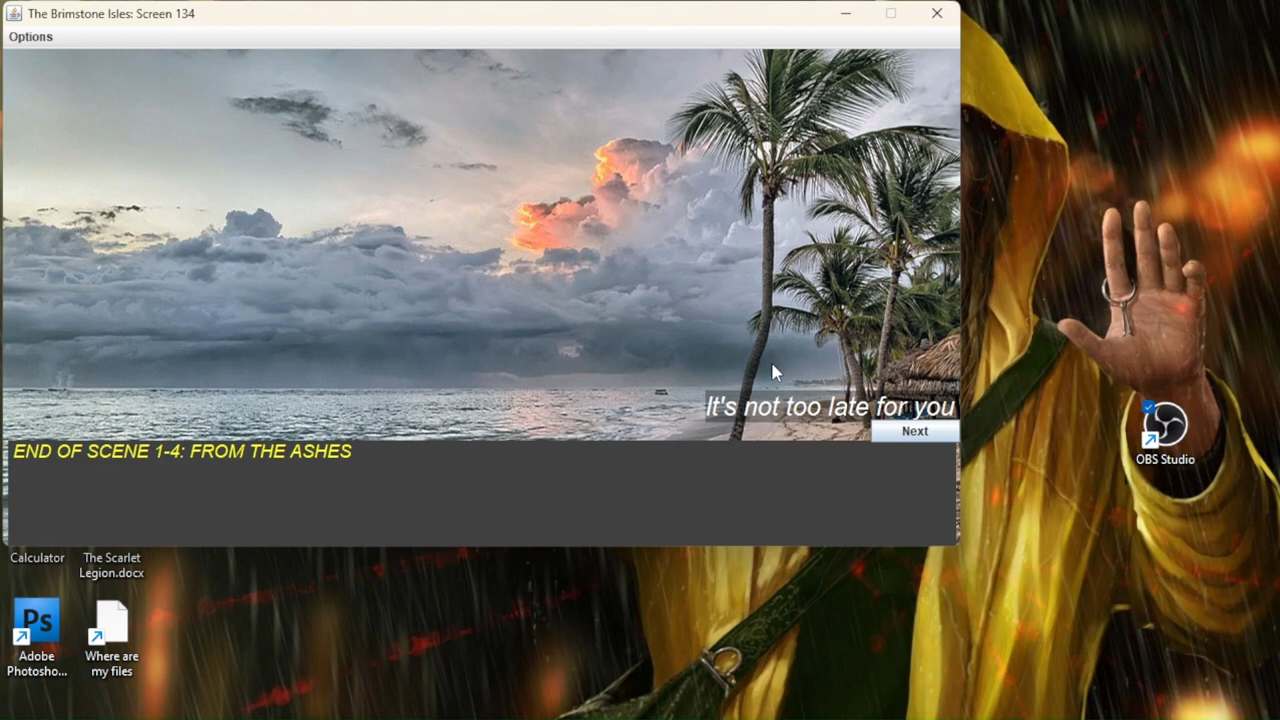 The Brimstone Isles: Screen 134
Options
It's not too late for you
Next
END OF SCENE 1-4: FROM THE ASHES
OBS Studio
Calculator
The Scarlet
Legion.docx
Ps
Adobe
Photosho...
Where are
my files